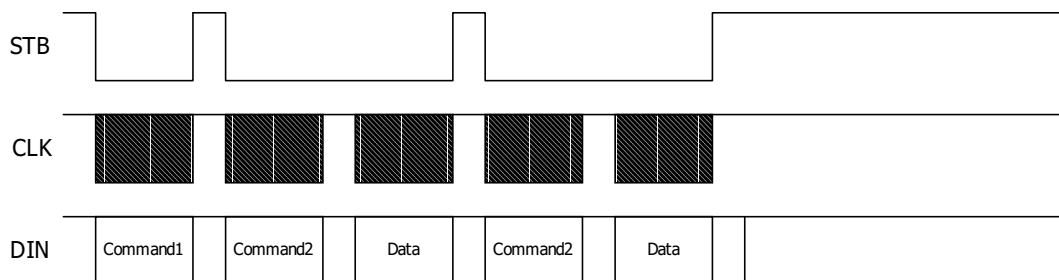 STB
CLK
DIN Command1 Command2 Data Command2 Data